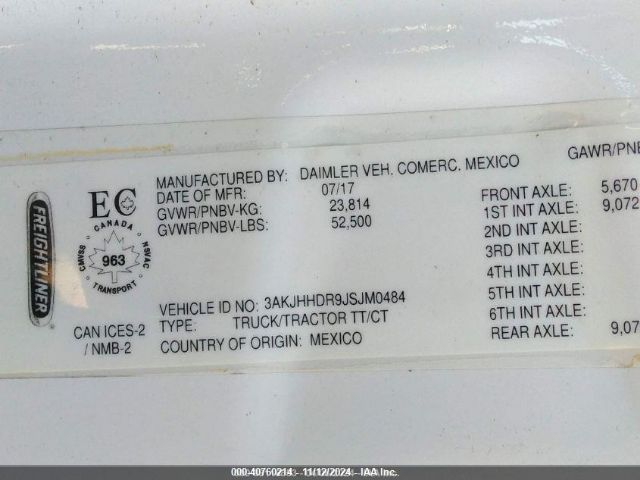 MANUFACTURED BY: DAIMLER VEH. COMERC. MEXICO
DATE OF MFR: 07/17
GVWR/PNBV-KG: 23,814
GVWR/PNBV-LBS: 52,500
GAWR/PNB
FRONT AXLE: 5,670
1ST INT AXLE: 9,072
2ND INT AXLE:
3RD INT AXLE:
4TH INT AXLE:
5TH INT AXLE:
6TH INT AXLE:
REAR AXLE: 9,07
FREIGHTLINER
EC
CANADA
CMVSS
NSVAC
963
TRANSPORT
CAN ICES-2
/ NMB-2
VEHICLE ID NO: 3AKJHHDR9JSJM0484
TYPE: TRUCK/TRACTOR TT/CT
COUNTRY OF ORIGIN: MEXICO
000-40760214 - 11/12/2024 - IAA Inc.